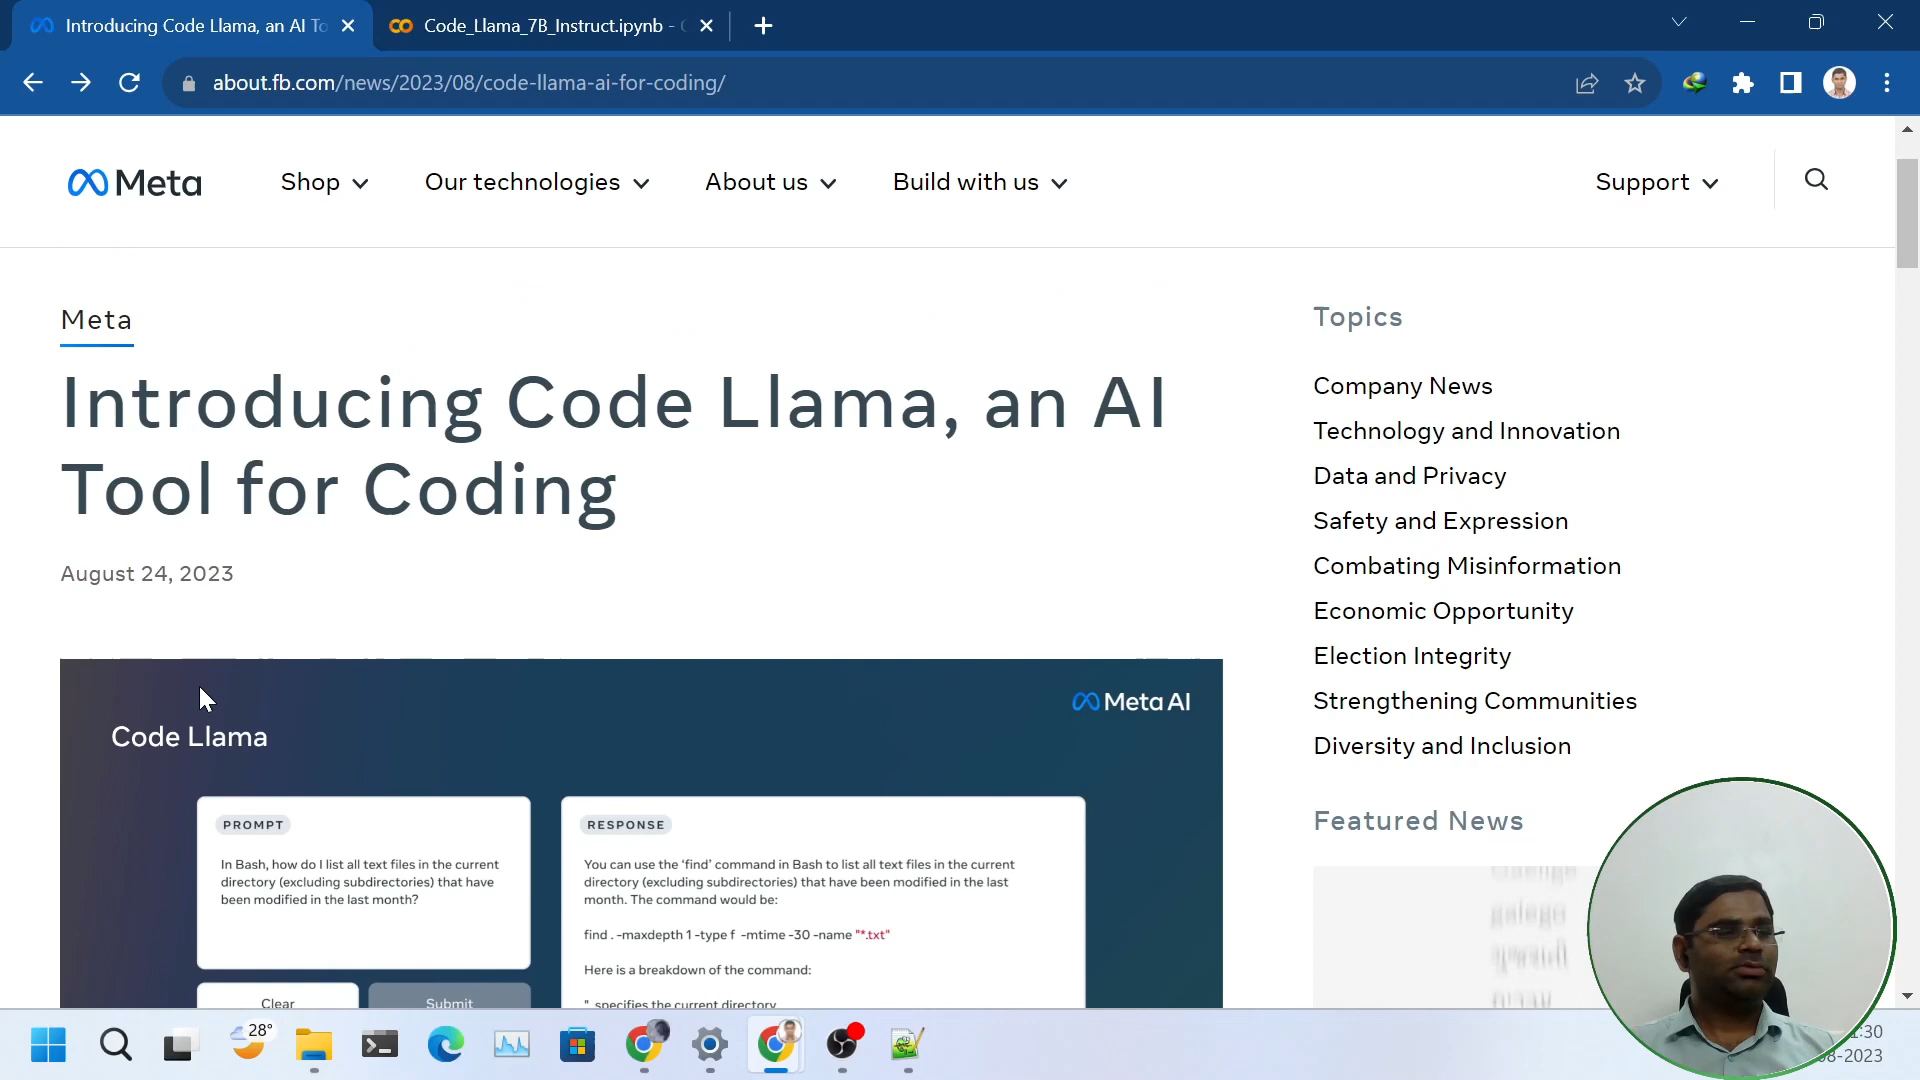 Introducing Code Llama, an AI To
Code_Llama_7B_Instruct.ipynb -
about.fb.com/news/2023/08/code-llama-ai-for-coding/
Meta
Shop
Our technologies
About us
Build with us
Support
Meta
Introducing Code Llama, an AI
Tool for Coding
August 24, 2023
Topics
Company News
Technology and Innovation
Data and Privacy
Safety and Expression
Combating Misinformation
Economic Opportunity
Election Integrity
Strengthening Communities
Diversity and Inclusion
Featured News
Meta AI
Code Llama
PROMPT
In Bash, how do I list all text files in the current
directory (excluding subdirectories) that have
been modified in the last month?
Clear
Submit
RESPONSE
You can use the 'find' command in Bash to list all text files in the current
directory (excluding subdirectories) that have been modified in the last
month. The command would be:
find . -maxdepth 1 -type f -mtime -30 -name "*.txt"
Here is a breakdown of the command:
specifies the current directory
28°
:30
-2023